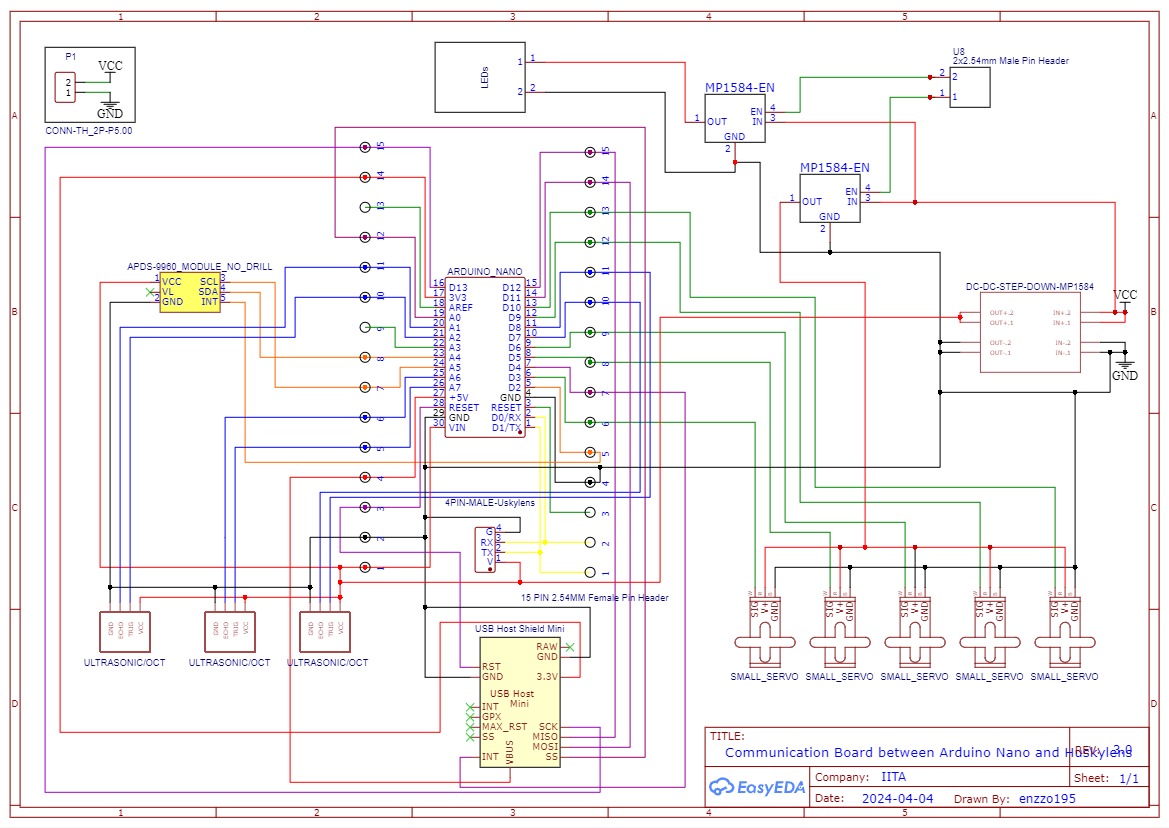 1 2 3 4 5
A
B
C
D
P1
VCC
2
1
GND
CONN-TH_2P-P5.00
LEDs
1 1
2 2
MP1584-EN
1 OUT
EN 4
IN 3
GND
2
U8
2x2.54mm Male Pin Header
2 2
1 1
MP1584-EN
1 OUT
EN 4
IN 3
GND
2
DC-DC-STEP-DOWN-MP1584
OUT+.2 IN+.2
OUT+.1 IN+.1
OUT-.2 IN-.2
OUT-.1 IN-.1
VCC
GND
APDS-9960_MODULE_NO_DRILL
1 VCC SCL 3
VL SDA 4
2 GND INT 5
15
14
13
12
11
10
9
8
7
6
5
4
3
2
1
ARDUINO_NANO
16 D13 D12 15
17 3V3 D11 14
18 AREF D10 13
19 A0 D9 12
20 A1 D8 11
21 A2 D7 10
22 A3 D6 9
23 A4 D5 8
24 A5 D4 7
25 A6 D3 6
26 A7 D2 5
27 +5V GND 4
28 RESET RESET 3
29 GND D0/RX 2
30 VIN D1/TX 1
15
14
13
12
11
10
9
8
7
6
5
4
3
2
1
4PIN-MALE-Uskylens
G 4
RX 3
TX 2
V 1
15 PIN 2.54MM Female Pin Header
GND ECHO TRIG VCC
ULTRASONIC/OCT
GND ECHO TRIG VCC
ULTRASONIC/OCT
GND ECHO TRIG VCC
ULTRASONIC/OCT
USB Host Shield Mini
RAW
GND
RST
GND
3.3V
USB Host
Mini
INT
GPX
MAX_RST
SS
SCK
MISO
MOSI
SS
INT
VBUS
W R B
SIG V+ GND
SMALL_SERVO
W R B
SIG V+ GND
SMALL_SERVO
W R B
SIG V+ GND
SMALL_SERVO
W R B
SIG V+ GND
SMALL_SERVO
W R B
SIG V+ GND
SMALL_SERVO
TITLE:
Communication Board between Arduino Nano and Huskylens
REV: 3.0
EasyEDA
Company: IITA
Sheet: 1/1
Date: 2024-04-04 Drawn By: enzzo195
A
B
C
D
1 2 3 4 5